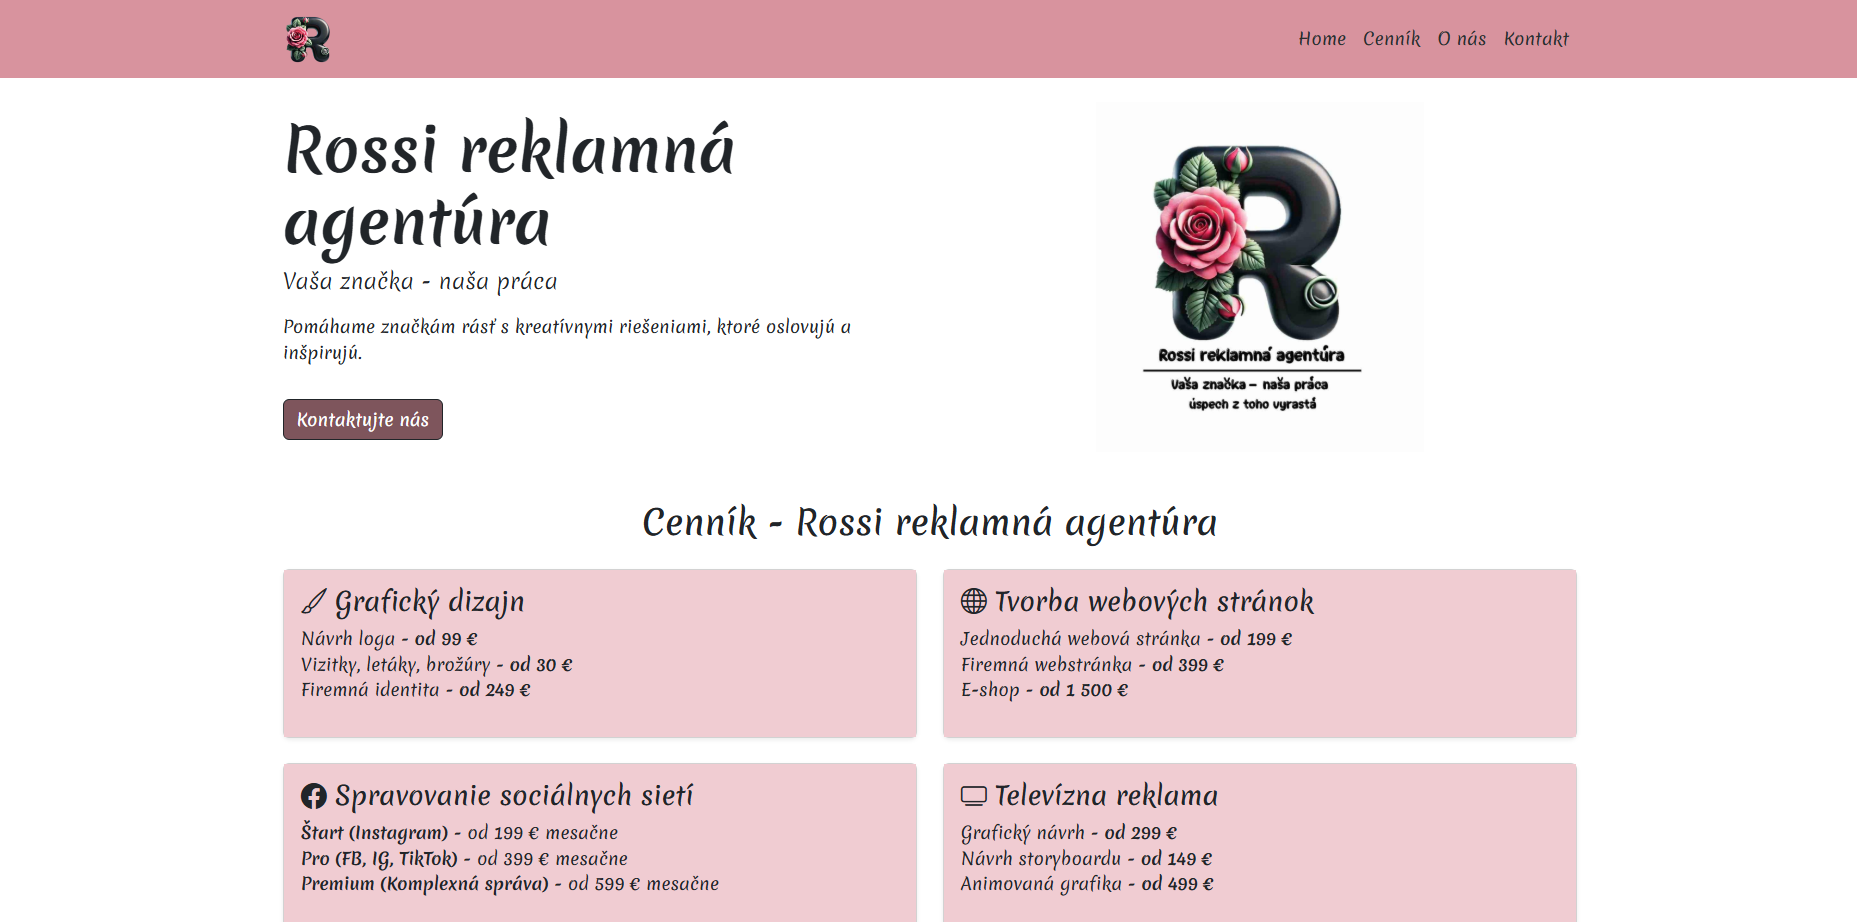 Home Cenník O nás Kontakt
Rossi reklamná
agentúra
Vaša značka - naša práca
Pomáhame značkám rásť s kreatívnymi riešeniami, ktoré oslovujú a
inšpirujú.
Kontaktujte nás
Rossi reklamná agentúra
Vaša značka – naša práca
úspech z toho vyrastá
Cenník - Rossi reklamná agentúra
Grafický dizajn
Návrh loga - od 99 €
Vizitky, letáky, brožúry - od 30 €
Firemná identita - od 249 €
Tvorba webových stránok
Jednoduchá webová stránka - od 199 €
Firemná webstránka - od 399 €
E-shop - od 1 500 €
Spravovanie sociálnych sietí
Štart (Instagram) - od 199 € mesačne
Pro (FB, IG, TikTok) - od 399 € mesačne
Premium (Komplexná správa) - od 599 € mesačne
Televízna reklama
Grafický návrh - od 299 €
Návrh storyboardu - od 149 €
Animovaná grafika - od 499 €